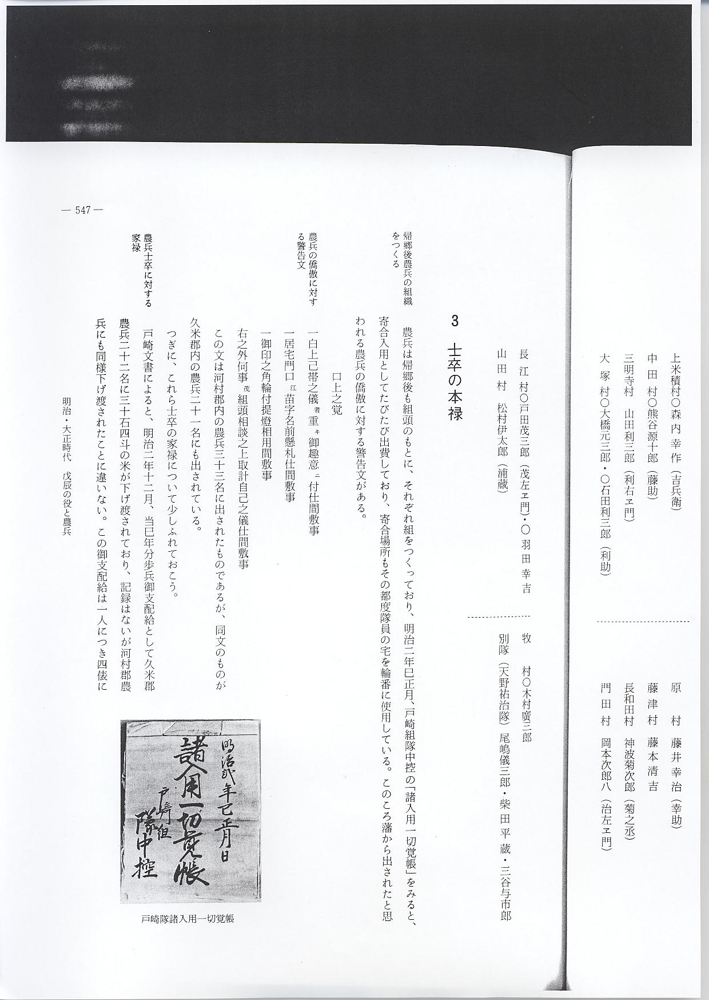 上米積村〇森内幸作(吉兵衛)
中田村〇熊谷源十郎(藤助)
三明寺村 山田利三郎(利右ヱ門)
大塚村〇大橋元三郎・〇石田利三郎(利助)
原村 藤井幸治(幸助)
藤津村 藤本清吉
長和田村 神波菊次郎(菊之丞)
門田村 岡本次郎八(治左ヱ門)
長江村〇戸田茂三郎(茂左ヱ門)・〇羽田幸吉
山田村 松村伊太郎(浦蔵)
牧村〇木村廣三郎
別隊(天野祐治隊)尾嶋儀三郎・柴田平蔵・三谷与市郎
3 士卒の本禄
帰郷後農兵の組織
をつくる
農兵は帰郷後も組頭のもとに、それぞれ組をつくっており、明治二年巳正月、戸崎組隊中控の「諸入用一切覚帳」をみると、
寄合入用としてたびたび出費しており、寄合場所もその都度隊員の宅を輪番に使用している。このころ藩から出されたと思
われる農兵の僑傲に対する警告文がある。
口上之覚
農兵の僑傲に対す
る警告文
一白上己帯之儀者重キ御趣意ニ付仕間敷事
一居宅門口江苗字名前懸札仕間敷事
一御印之角輪付提燈相用間敷事
右之外何事茂組頭相談之上取計自己之儀仕間敷事
この文は河村郡内の農兵三十三名に出されたものであるが、同文のものが
久米郡内の農兵二十一名にも出されている。
つぎに、これら士卒の家禄について少しふれておこう。
農兵士卒に対する
家禄
戸崎文書によると、明治二年十二月、当巳年分歩兵御支配給として久米郡
農兵二十二名に三十石四斗の米が下げ渡されており、記録はないが河村郡農
兵にも同様下げ渡されたことに違いない。この御支配給は一人につき四俵に
明治弐年巳正月日
諸入用一切覚帳
戸崎組
隊中控
戸崎隊諸入用一切覚帳
明治・大正時代 戊辰の役と農兵
— 547 —